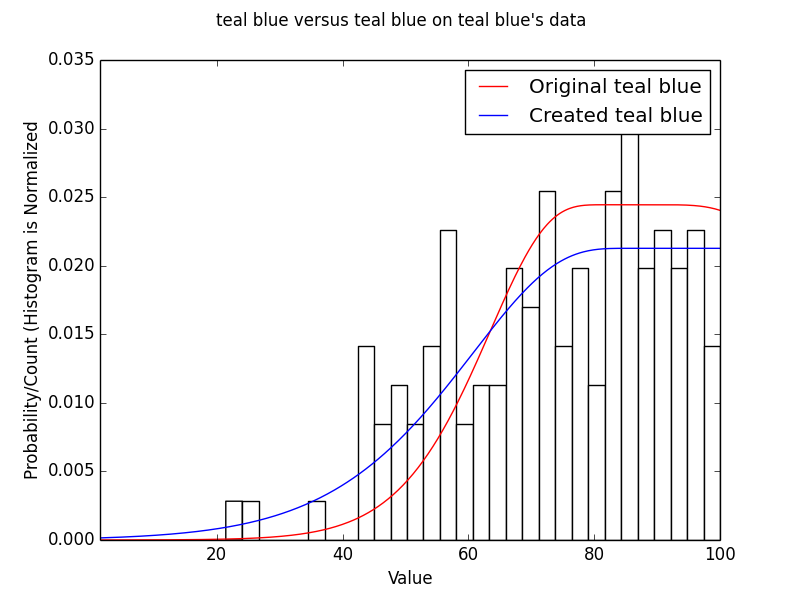 teal blue versus teal blue on teal blue's data
0.035
0.030
0.025
0.020
0.015
0.010
0.005
0.000
Probability/Count (Histogram is Normalized
Original teal blue
Created teal blue
20
40
60
80
100
Value